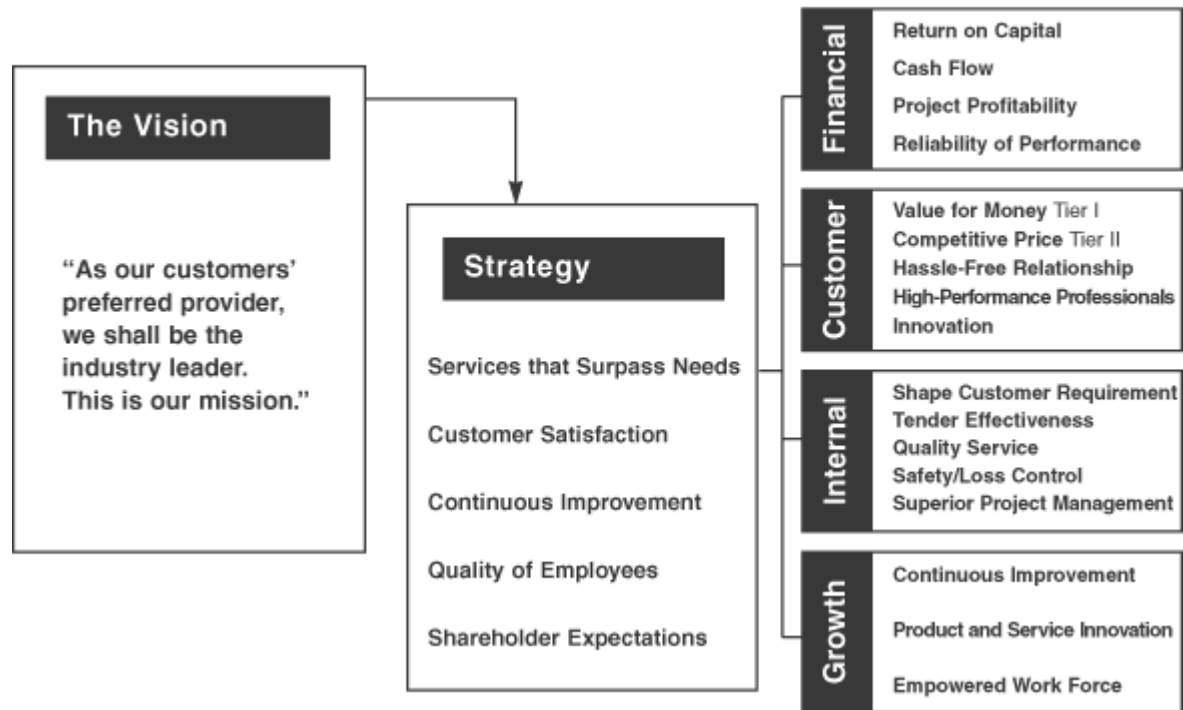 The Vision
“As our customers’
preferred provider,
we shall be the
industry leader.
This is our mission.”
Strategy
Services that Surpass Needs
Customer Satisfaction
Continuous Improvement
Quality of Employees
Shareholder Expectations
Financial
Return on Capital
Cash Flow
Project Profitability
Reliability of Performance
Customer
Value for Money Tier I
Competitive Price Tier II
Hassle-Free Relationship
High-Performance Professionals
Innovation
Internal
Shape Customer Requirement
Tender Effectiveness
Quality Service
Safety/Loss Control
Superior Project Management
Growth
Continuous Improvement
Product and Service Innovation
Empowered Work Force